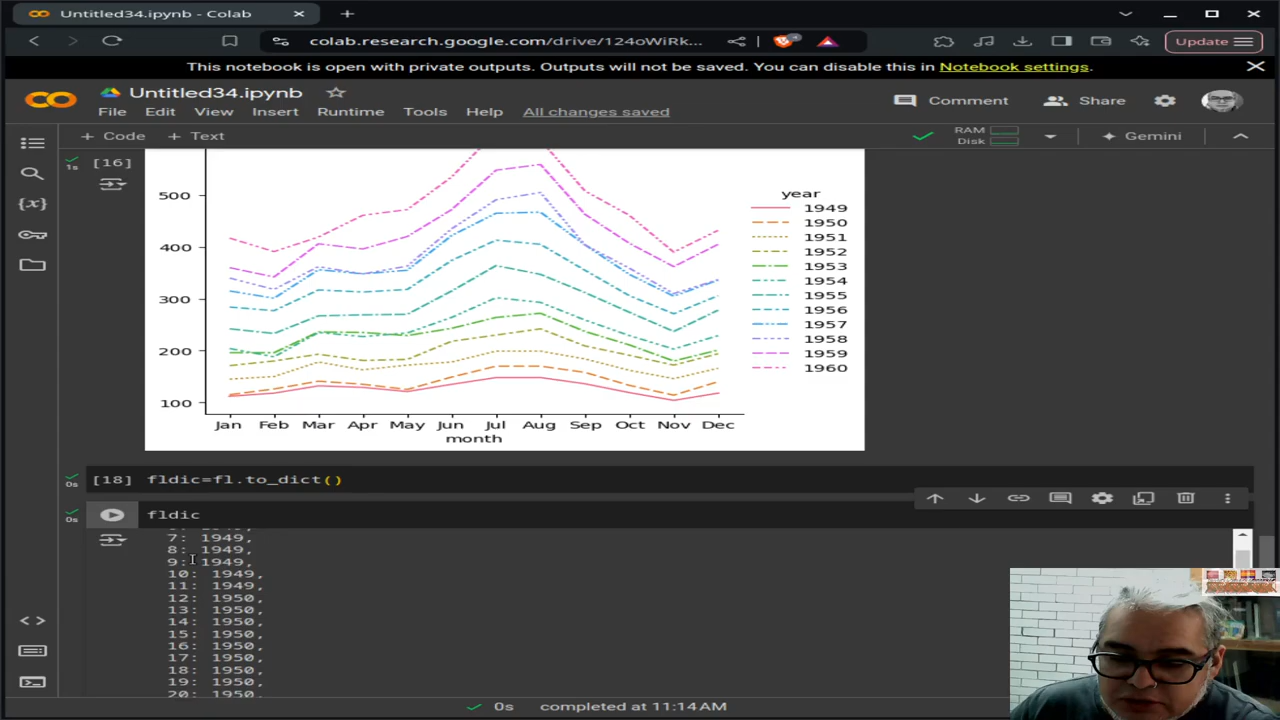 Untitled34.ipynb - Colab
colab.research.google.com/drive/124oWiRk...
Update
This notebook is open with private outputs. Outputs will not be saved. You can disable this in Notebook settings.
Untitled34.ipynb
File Edit View Insert Runtime Tools Help All changes saved
Comment
Share
+ Code + Text
RAM
Disk
Gemini
1s
[16]
500
400
300
200
100
Jan Feb Mar Apr May Jun Jul Aug Sep Oct Nov Dec
month
year
1949
1950
1951
1952
1953
1954
1955
1956
1957
1958
1959
1960
0s
[18] fldic=fl.to_dict()
0s
fldic
7: 1949,
8: 1949,
9: 1949,
10: 1949,
11: 1949,
12: 1950,
13: 1950,
14: 1950,
15: 1950,
16: 1950,
17: 1950,
18: 1950,
19: 1950,
20: 1950,
0s completed at 11:14 AM